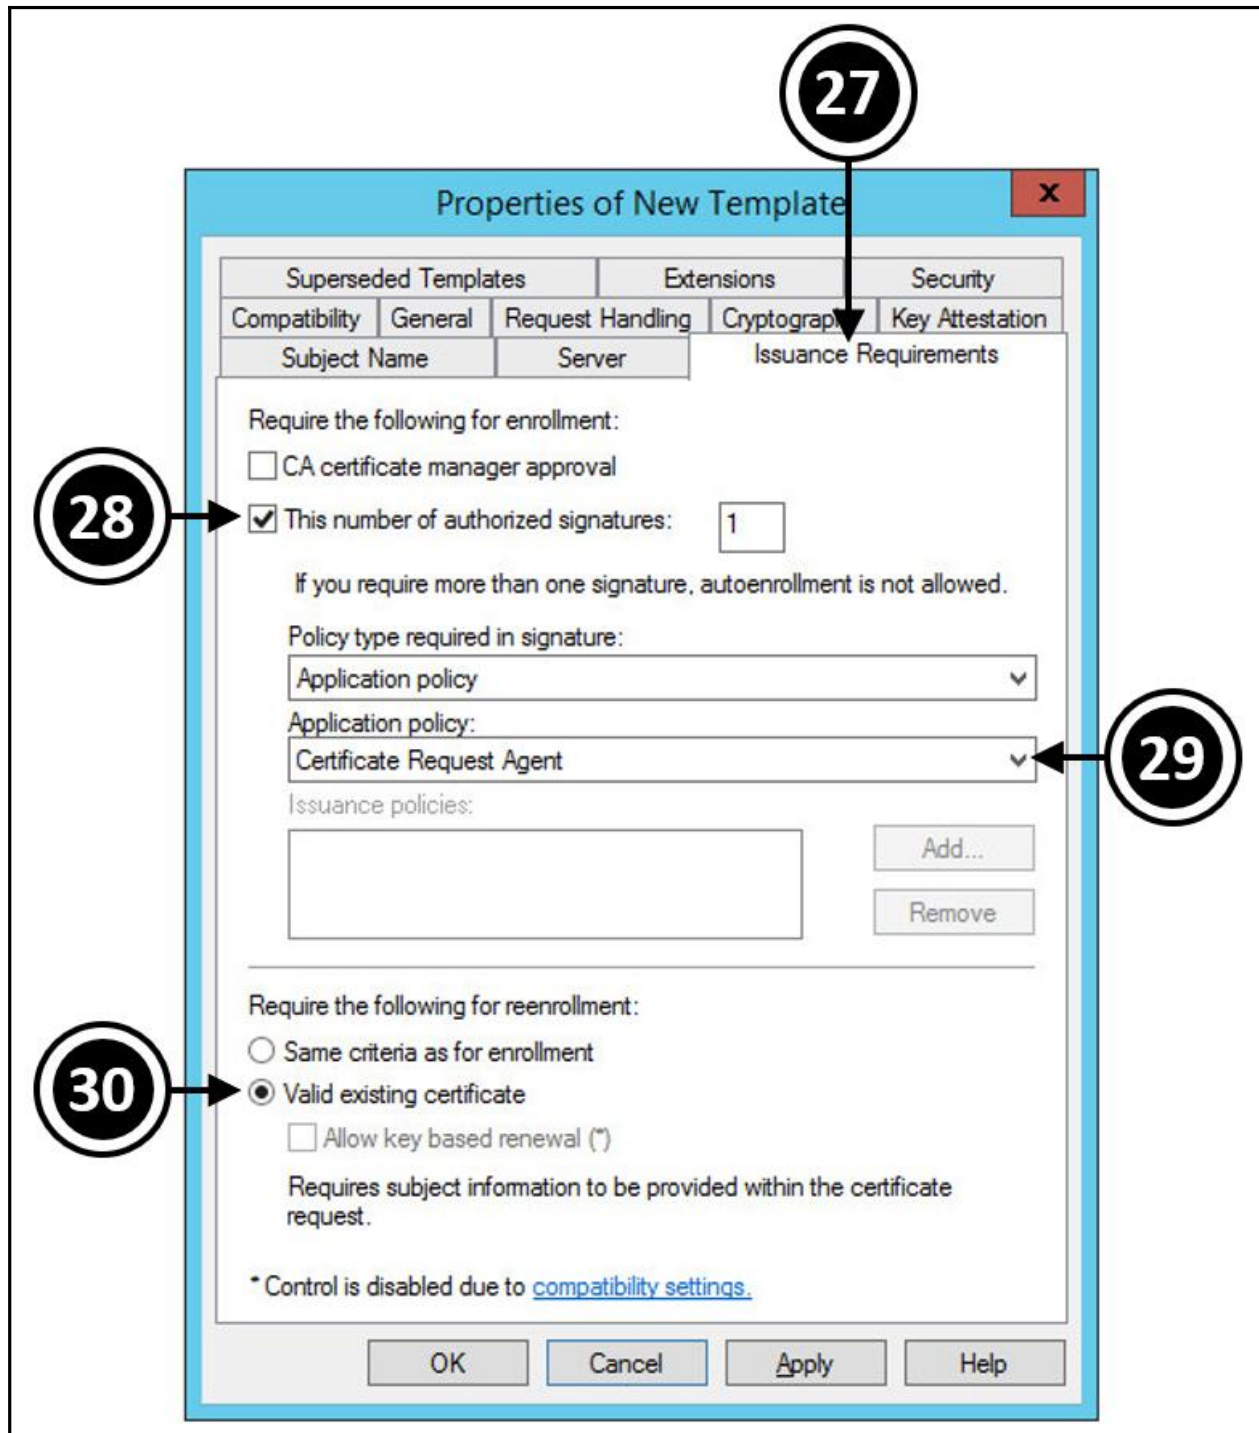 27
Properties of New Template
x
Superseded Templates Extensions Security
Compatibility General Request Handling Cryptography Key Attestation
Subject Name Server Issuance Requirements
Require the following for enrollment:
CA certificate manager approval
28
This number of authorized signatures: 1
If you require more than one signature, autoenrollment is not allowed.
Policy type required in signature:
Application policy
Application policy:
Certificate Request Agent
29
Issuance policies:
Add...
Remove
Require the following for reenrollment:
Same criteria as for enrollment
30
Valid existing certificate
Allow key based renewal (*)
Requires subject information to be provided within the certificate
request.
* Control is disabled due to compatibility settings.
OK Cancel Apply Help